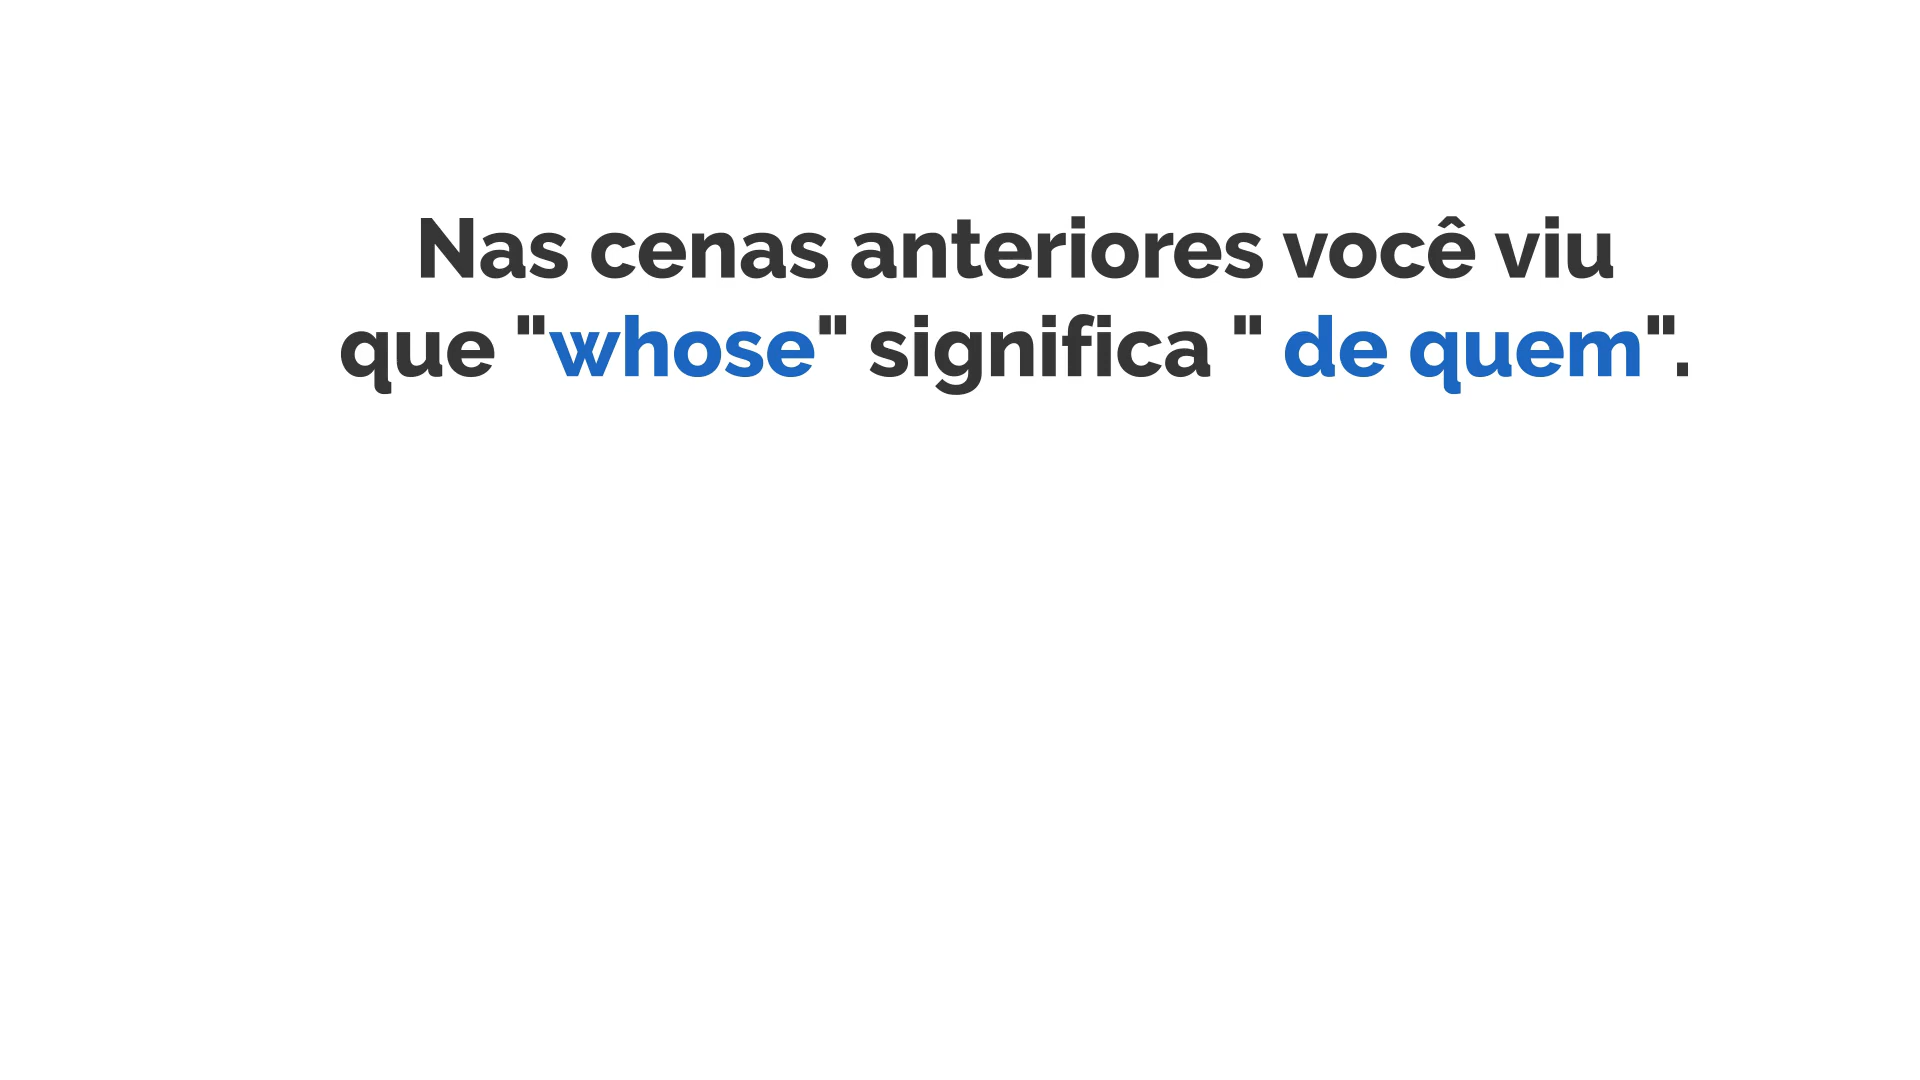 Nas cenas anteriores você viu
que "whose" significa " de quem".